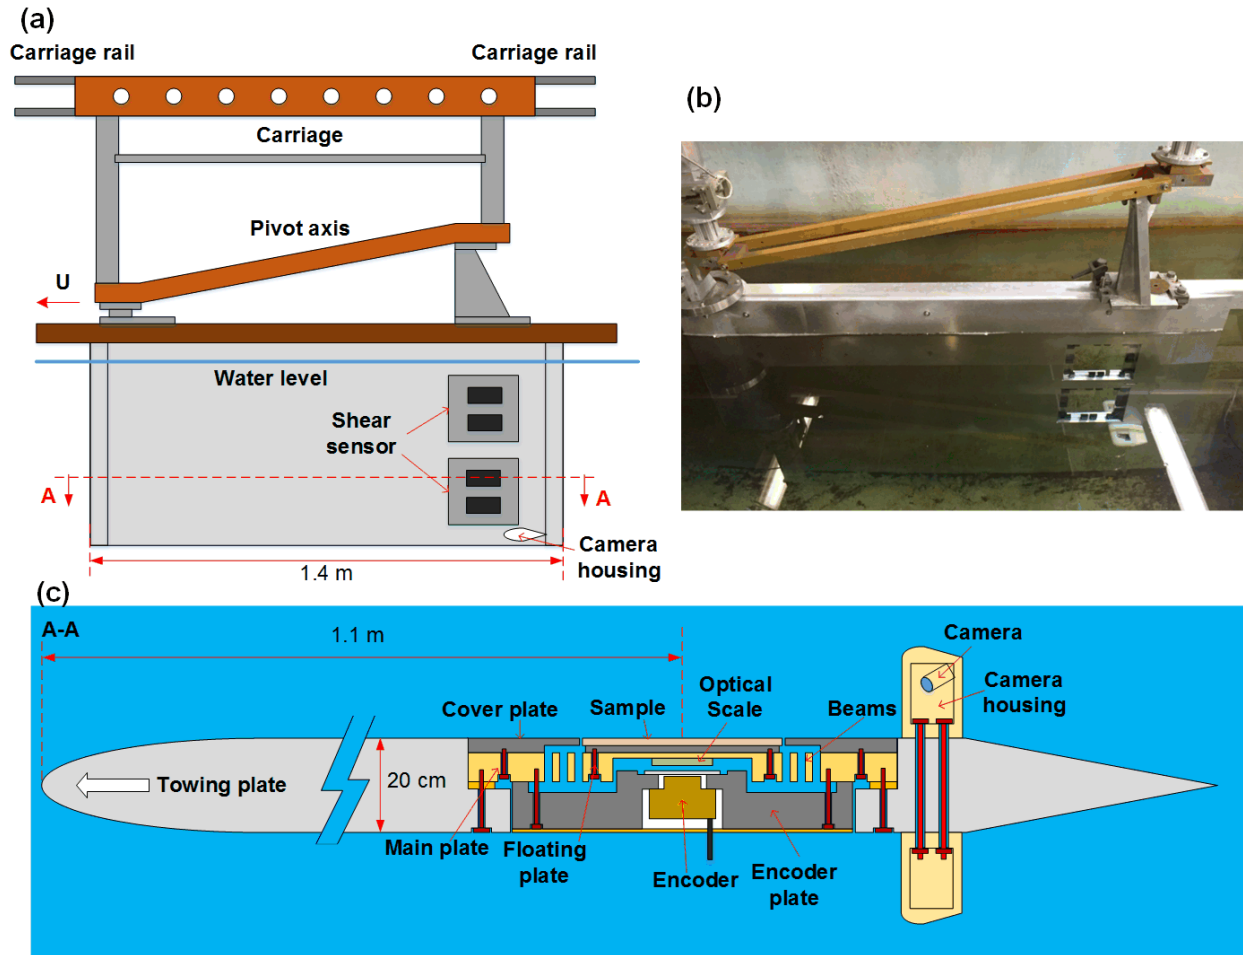 (a)
Carriage rail
Carriage rail
Carriage
Pivot axis
U
Water level
Shear
sensor
A
A
Camera
housing
1.4 m
(b)
(c)
A-A
1.1 m
Camera
Camera
housing
Optical
Scale
Cover plate
Sample
Beams
Towing plate
20 cm
Main plate
Floating
plate
Encoder
Encoder
plate